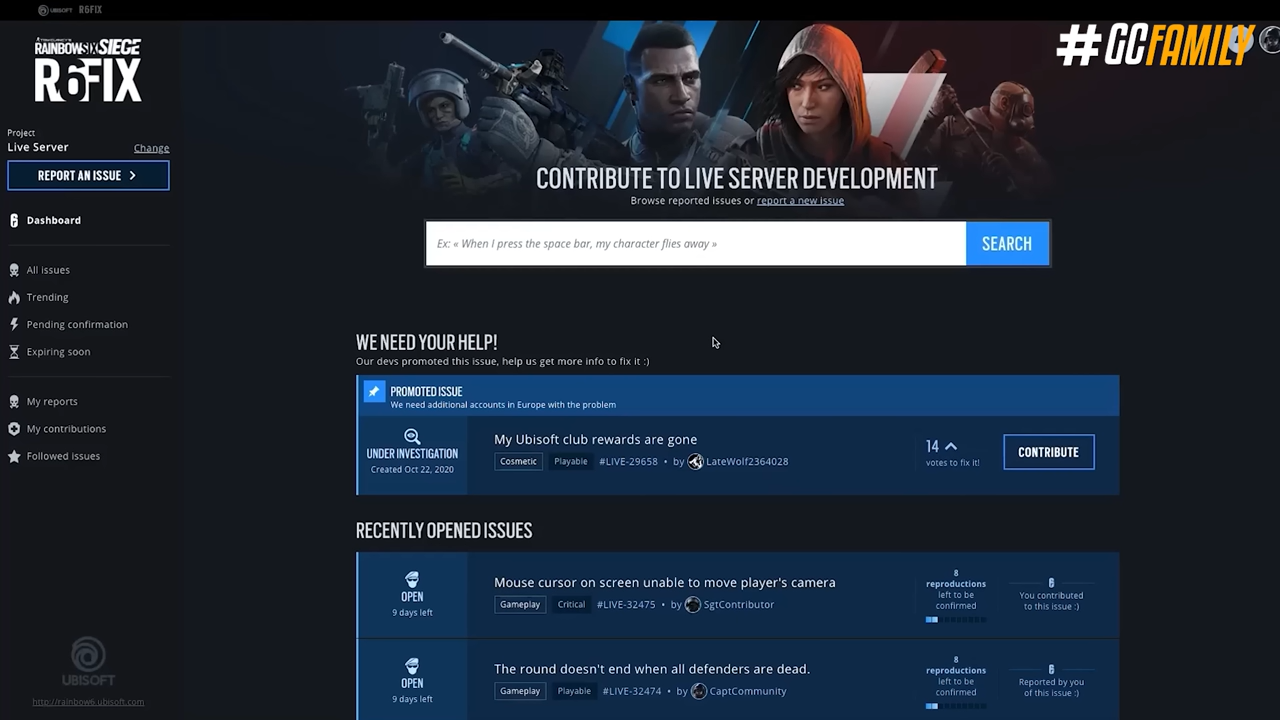 UBISOFT R6FIX
#GCFAMILY
TOM CLANCY'S
RAINBOWSIX SIEGE
R6FIX
Project
Live Server Change
REPORT AN ISSUE
Dashboard
All issues
Trending
Pending confirmation
Expiring soon
My reports
My contributions
Followed issues
UBISOFT
http://rainbow6.ubisoft.com
CONTRIBUTE TO LIVE SERVER DEVELOPMENT
Browse reported issues or report a new issue
Ex: « When I press the space bar, my character flies away »
SEARCH
WE NEED YOUR HELP!
Our devs promoted this issue, help us get more info to fix it :)
PROMOTED ISSUE
We need additional accounts in Europe with the problem
UNDER INVESTIGATION
Created Oct 22, 2020
My Ubisoft club rewards are gone
Cosmetic Playable #LIVE-29658 • by LateWolf2364028
14
votes to fix it!
CONTRIBUTE
RECENTLY OPENED ISSUES
OPEN
9 days left
Mouse cursor on screen unable to move player's camera
Gameplay Critical #LIVE-32475 • by SgtContributor
8
reproductions
left to be
confirmed
You contributed
to this issue :)
OPEN
9 days left
The round doesn't end when all defenders are dead.
Gameplay Playable #LIVE-32474 • by CaptCommunity
8
reproductions
left to be
confirmed
Reported by you
of this issue :)